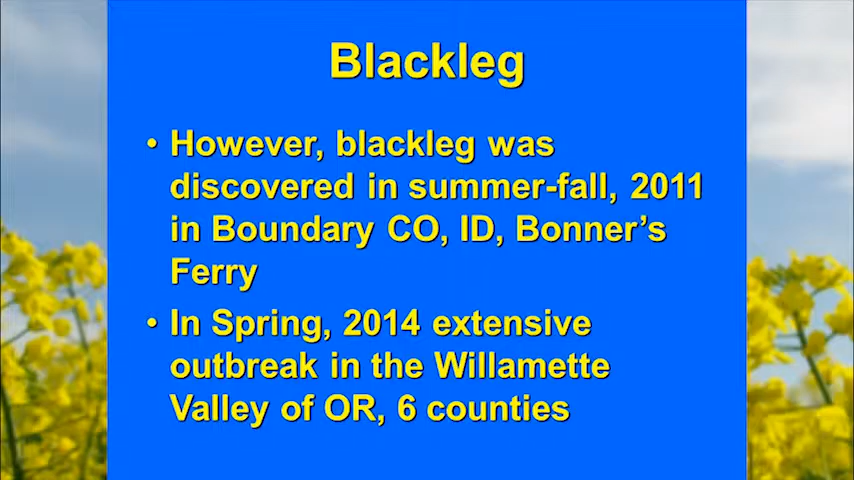 Blackleg
• However, blackleg was
discovered in summer-fall, 2011
in Boundary CO, ID, Bonner's
Ferry
• In Spring, 2014 extensive
outbreak in the Willamette
Valley of OR, 6 counties